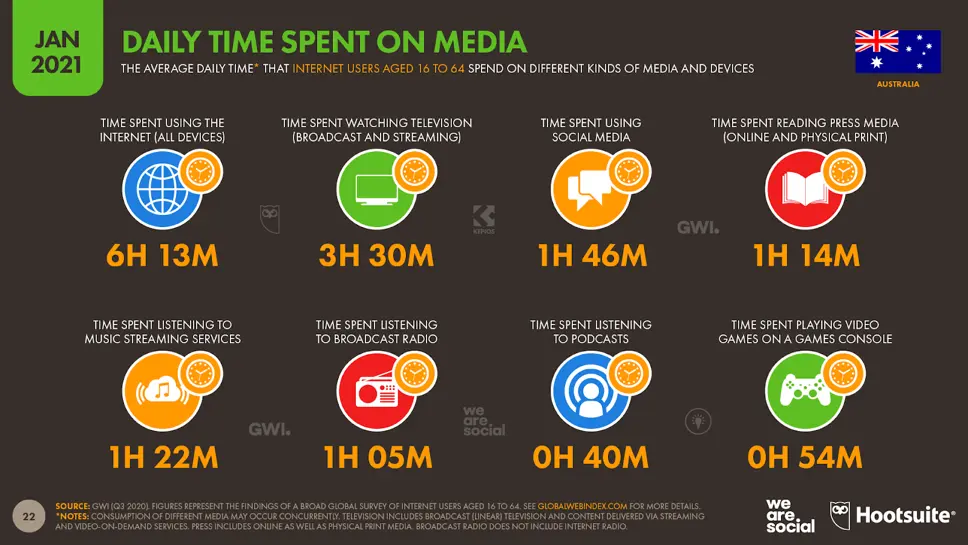 JAN
2021
DAILY TIME SPENT ON MEDIA
THE AVERAGE DAILY TIME* THAT INTERNET USERS AGED 16 TO 64 SPEND ON DIFFERENT KINDS OF MEDIA AND DEVICES
AUSTRALIA
TIME SPENT USING THE
INTERNET (ALL DEVICES)
6H 13M
TIME SPENT WATCHING TELEVISION
(BROADCAST AND STREAMING)
3H 30M
TIME SPENT USING
SOCIAL MEDIA
1H 46M
TIME SPENT READING PRESS MEDIA
(ONLINE AND PHYSICAL PRINT)
1H 14M
KEPIOS
GWI.
TIME SPENT LISTENING TO
MUSIC STREAMING SERVICES
1H 22M
TIME SPENT LISTENING
TO BROADCAST RADIO
1H 05M
TIME SPENT LISTENING
TO PODCASTS
0H 40M
TIME SPENT PLAYING VIDEO
GAMES ON A GAMES CONSOLE
0H 54M
GWI.
we
are
social
22
SOURCE: GWI (Q3 2020). FIGURES REPRESENT THE FINDINGS OF A BROAD GLOBAL SURVEY OF INTERNET USERS AGED 16 TO 64. SEE GLOBALWEBINDEX.COM FOR MORE DETAILS.
*NOTES: CONSUMPTION OF DIFFERENT MEDIA MAY OCCUR CONCURRENTLY. TELEVISION INCLUDES BROADCAST (LINEAR) TELEVISION AND CONTENT DELIVERED VIA STREAMING
AND VIDEO-ON-DEMAND SERVICES. PRESS INCLUDES ONLINE AS WELL AS PHYSICAL PRINT MEDIA. BROADCAST RADIO DOES NOT INCLUDE INTERNET RADIO.
we
are
social
Hootsuite®